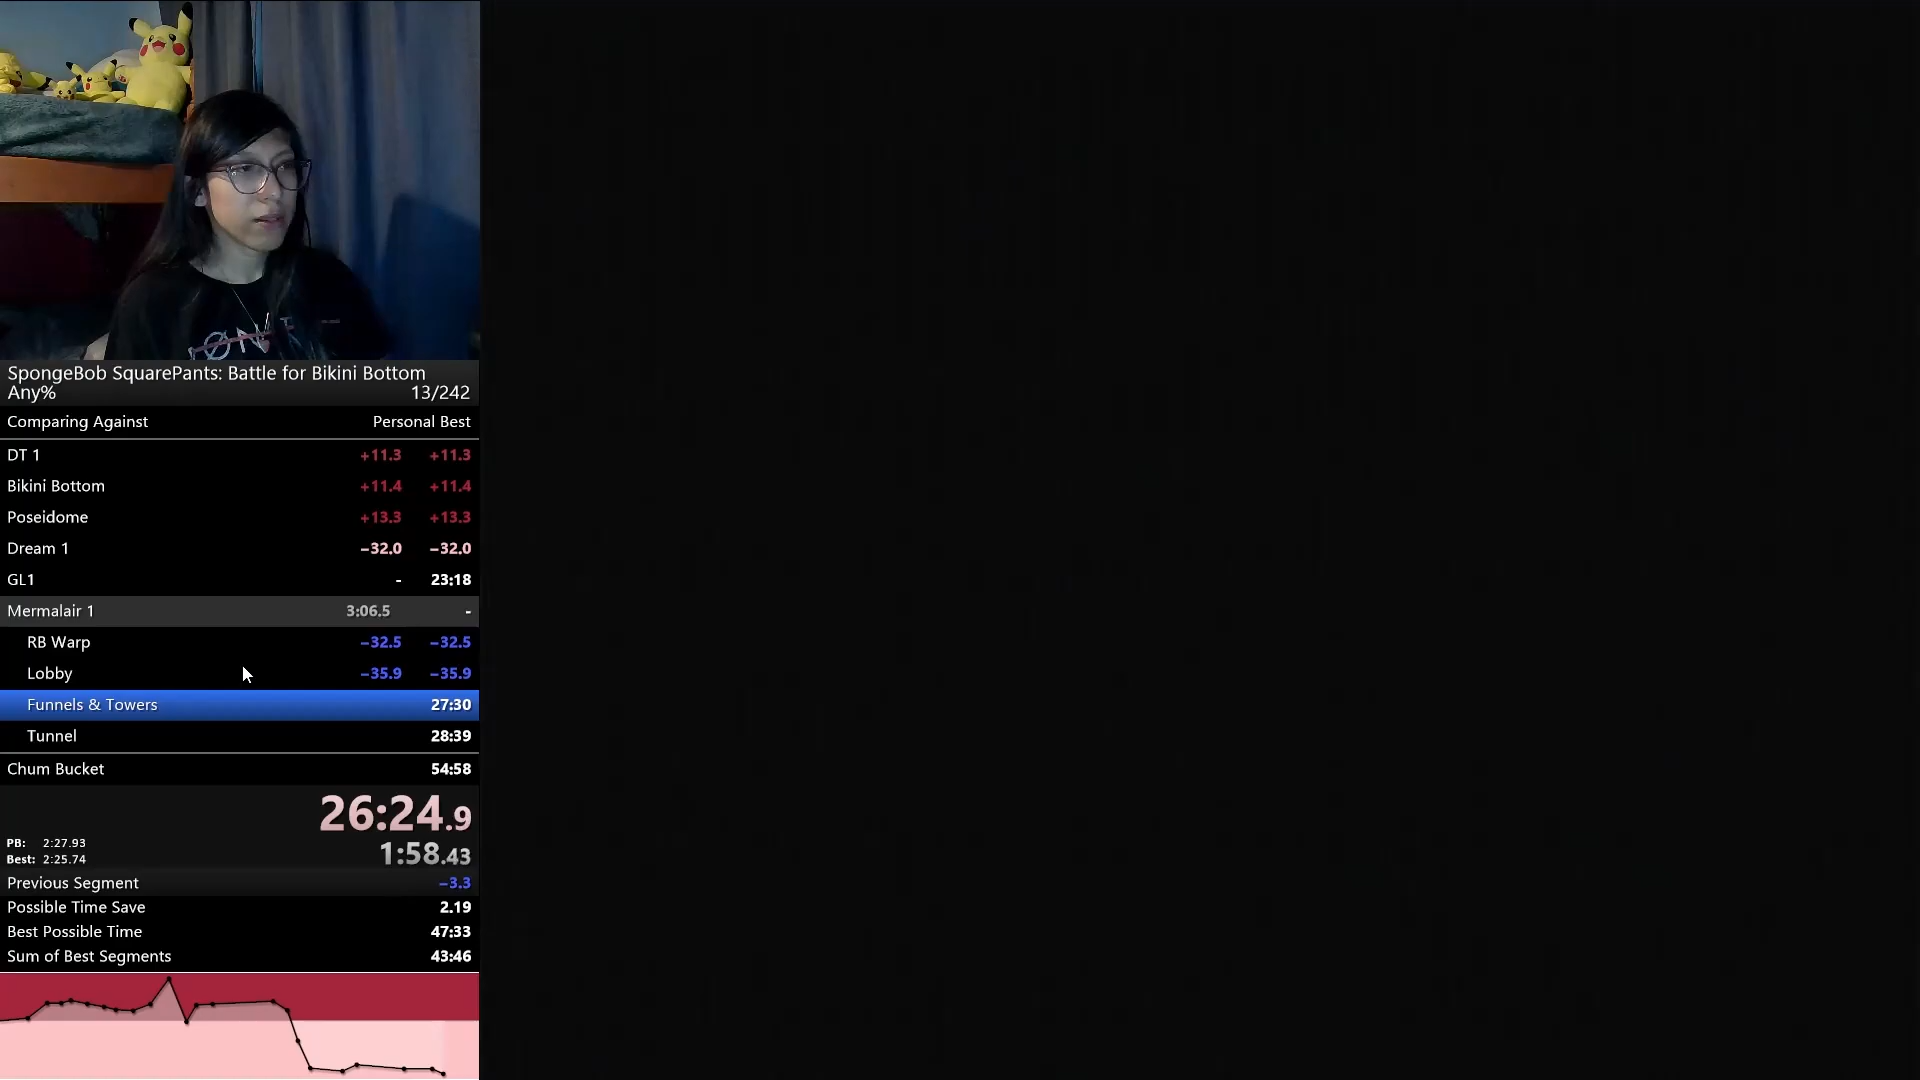 SpongeBob SquarePants: Battle for Bikini Bottom
Any% 13/242
Comparing Against Personal Best
DT 1 +11.3 +11.3
Bikini Bottom +11.4 +11.4
Poseidome +13.3 +13.3
Dream 1 −32.0 −32.0
GL1 - 23:18
Mermalair 1 3:06.5 -
RB Warp −32.5 −32.5
Lobby −35.9 −35.9
Funnels & Towers 27:30
Tunnel 28:39
Chum Bucket 54:58
26:24.9
PB: 2:27.93
1:58.43
Best: 2:25.74
Previous Segment −3.3
Possible Time Save 2.19
Best Possible Time 47:33
Sum of Best Segments 43:46